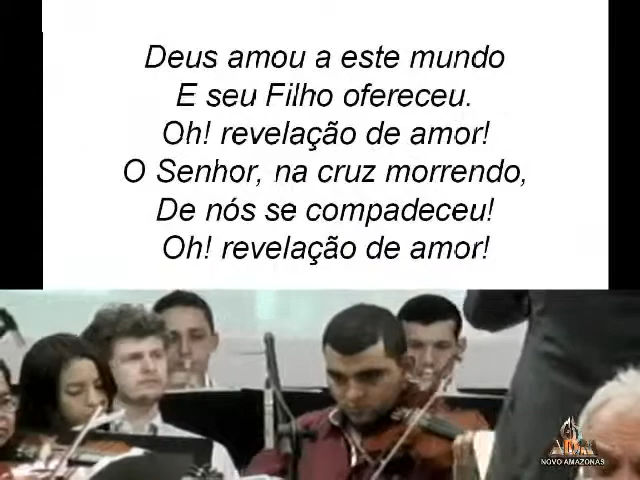 Deus amou a este mundo
E seu Filho ofereceu.
Oh! revelação de amor!
O Senhor, na cruz morrendo,
De nós se compadeceu!
Oh! revelação de amor!
NOVO AMAZONAS